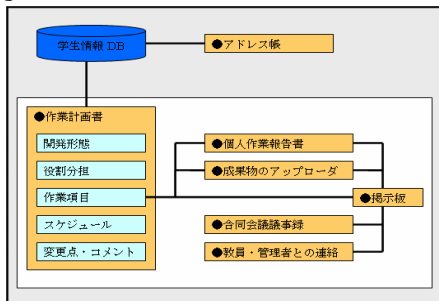 学生情報 DB
●アドレス帳
●作業計画書
開発形態
役割分担
作業項目
スケジュール
変更点・コメント
●個人作業報告書
●成果物のアップローダ
●掲示板
●合同会議議事録
●教員・管理者との連絡